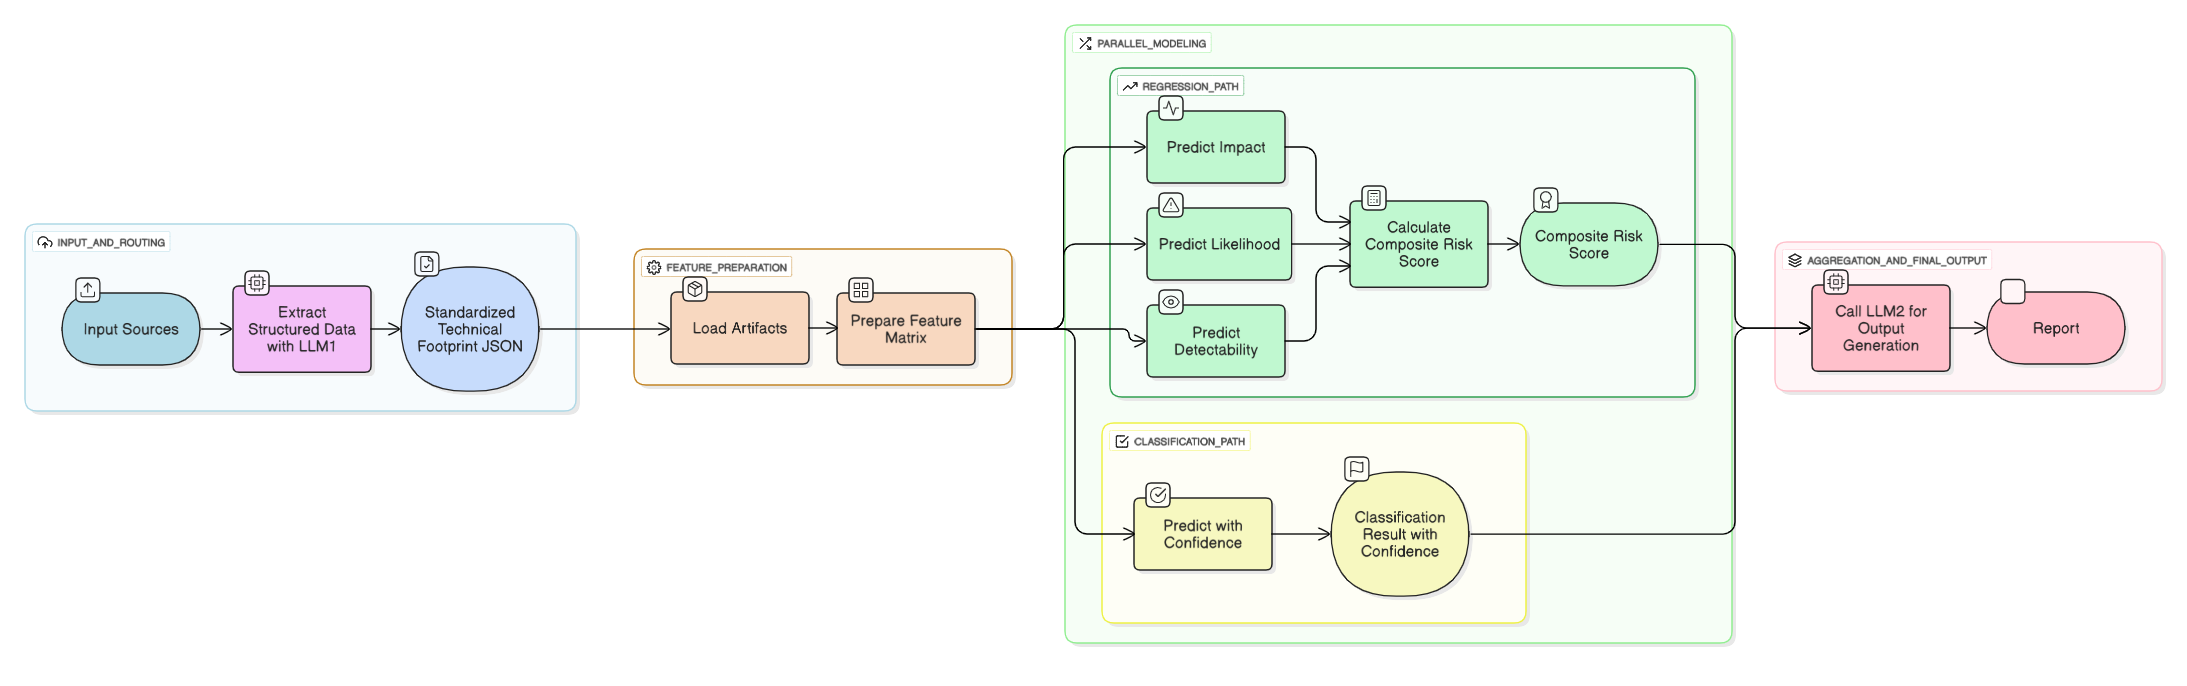 INPUT_AND_ROUTING
Input Sources
Extract
Structured Data
with LLM1
Standardized
Technical
Footprint JSON
FEATURE_PREPARATION
Load Artifacts
Prepare Feature
Matrix
PARALLEL_MODELING
REGRESSION_PATH
Predict Impact
Predict Likelihood
Predict
Detectability
Calculate
Composite Risk
Score
Composite Risk
Score
CLASSIFICATION_PATH
Predict with
Confidence
Classification
Result with
Confidence
AGGREGATION_AND_FINAL_OUTPUT
Call LLM2 for
Output
Generation
Report